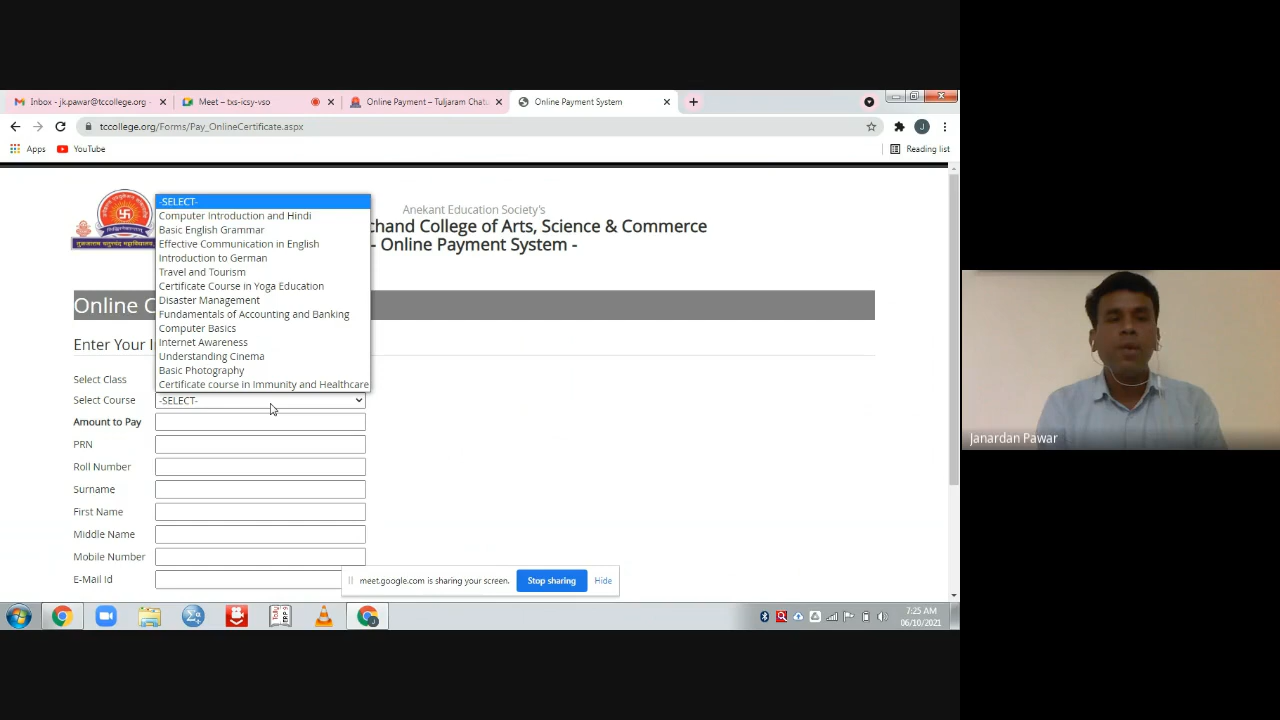 Inbox - jk.pawar@tccollege.org -
Meet – txs-icsy-vso
Online Payment – Tuljaram Chatu
Online Payment System
tccollege.org/Forms/Pay_OnlineCertificate.aspx
Apps
YouTube
Reading list
Anekant Education Society's
chand College of Arts, Science & Commerce
- Online Payment System -
-SELECT-
Computer Introduction and Hindi
Basic English Grammar
Effective Communication in English
Introduction to German
Travel and Tourism
Certificate Course in Yoga Education
Disaster Management
Fundamentals of Accounting and Banking
Computer Basics
Internet Awareness
Understanding Cinema
Basic Photography
Certificate course in Immunity and Healthcare
Online C
Enter Your I
Select Class
Select Course -SELECT-
Amount to Pay
PRN
Roll Number
Surname
First Name
Middle Name
Mobile Number
E-Mail Id
meet.google.com is sharing your screen. Stop sharing Hide
7:25 AM
06/10/2021
Janardan Pawar